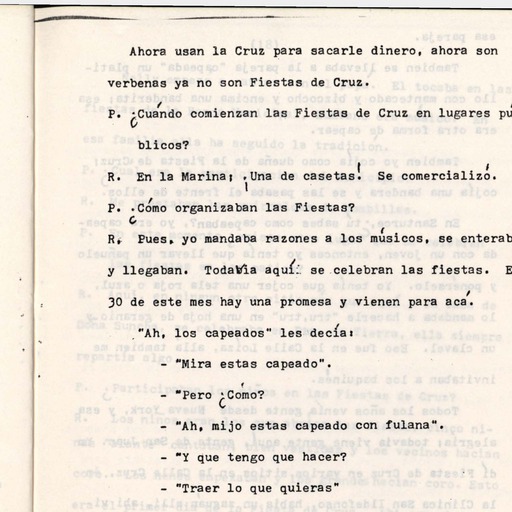 Ahora usan la Cruz para sacarle dinero, ahora son
verbenas ya no son Fiestas de Cruz.
P. ¿Cuándo comienzan las Fiestas de Cruz en lugares pú
blicos?
R. En la Marina; ¡Una de casetas! Se comercializó.
P. ¿Cómo organizaban las Fiestas?
R. Pues, yo mandaba razones a los músicos, se enterab
y llegaban. Todavía aquí se celebran las fiestas. E
30 de este mes hay una promesa y vienen para acá.
"Ah, los capeados" les decía:
- "Mira estas capeado".
- "Pero ¿Cómo?
- "Ah, mijo estas capeado con fulana".
- "Y que tengo que hacer?
- "Traer lo que quieras"